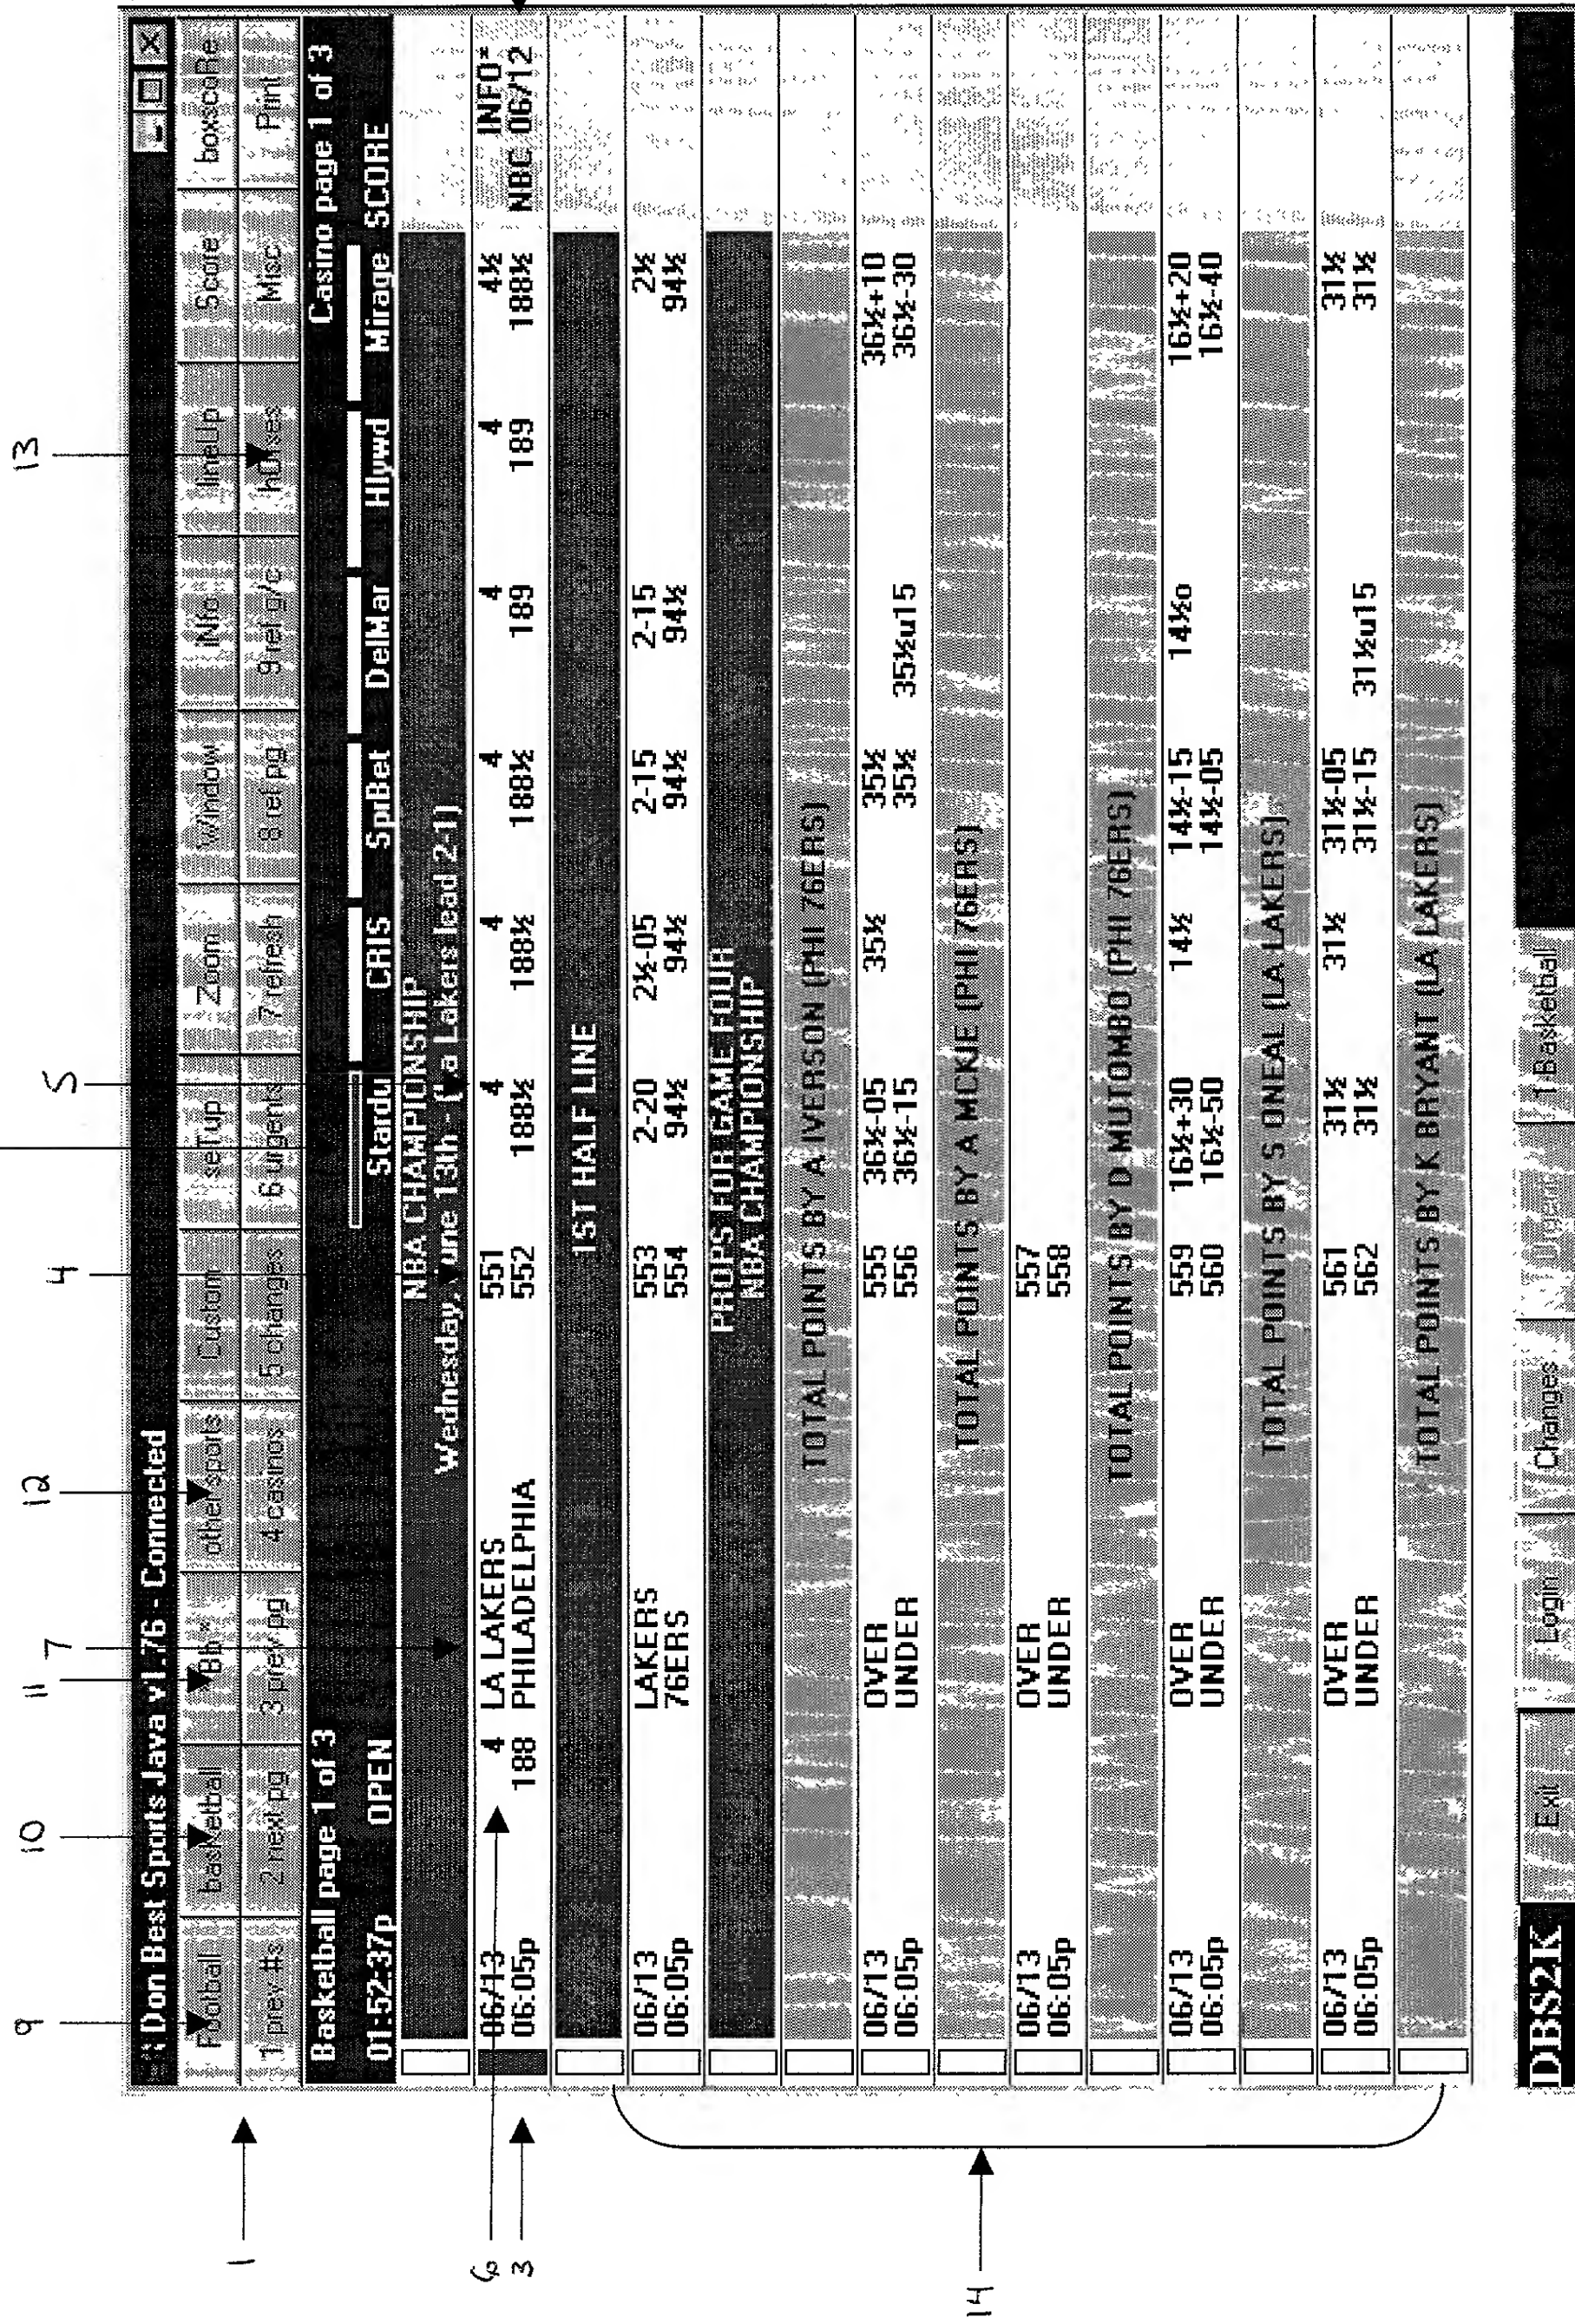 9 10 11 7 12 4 5 13
Don Best Sports Java v1.76 - Connected
Football basKetball Bb* other sports Custom seTup Zoom Window iNfo lineUp Score boxscoRe
1 prev #s 2 next pg 3 prev pg 4 casinos 5 changes 6 urgents 7 refresh 8 ref pg 9 ref g/c hOuses Misc Print
Basketball page 1 of 3 Casino page 1 of 3
01:52:37p OPEN Stardu CRIS SprBet DelMar Hlywd Mirage SCORE
NBA CHAMPIONSHIP
Wednesday, June 13th - (La Lakers lead 2-1)
06/13 4 LA LAKERS 551 4 4 4 4 4 4½ INFO*
06:05p 188 PHILADELPHIA 552 188½ 188½ 188½ 189 189 188½ NBC 06/12
1ST HALF LINE
06/13 LAKERS 553 2-20 2½-05 2-15 2-15 2½
06:05p 76ERS 554 94½ 94½ 94½ 94½ 94½
PROPS FOR GAME FOUR
NBA CHAMPIONSHIP
TOTAL POINTS BY A IVERSON (PHI 76ERS)
06/13 OVER 555 36½-05 35½ 35½ 36½+10
06:05p UNDER 556 36½-15 35½ 35½u15 36½-30
TOTAL POINTS BY A MCKIE (PHI 76ERS)
06/13 OVER 557
06:05p UNDER 558
TOTAL POINTS BY D MUTOMBO (PHI 76ERS)
06/13 OVER 559 16½+30 14½ 14½-15 14½o 16½+20
06:05p UNDER 560 16½-50 14½-05 16½-40
TOTAL POINTS BY S ONEAL (LA LAKERS)
06/13 OVER 561 31½ 31½ 31½-05 31½
06:05p UNDER 562 31½ 31½-15 31½u15 31½
TOTAL POINTS BY K BRYANT (LA LAKERS)
DBS2K Exit Login Changes Urgent 1 Basketball
1
6
3
14